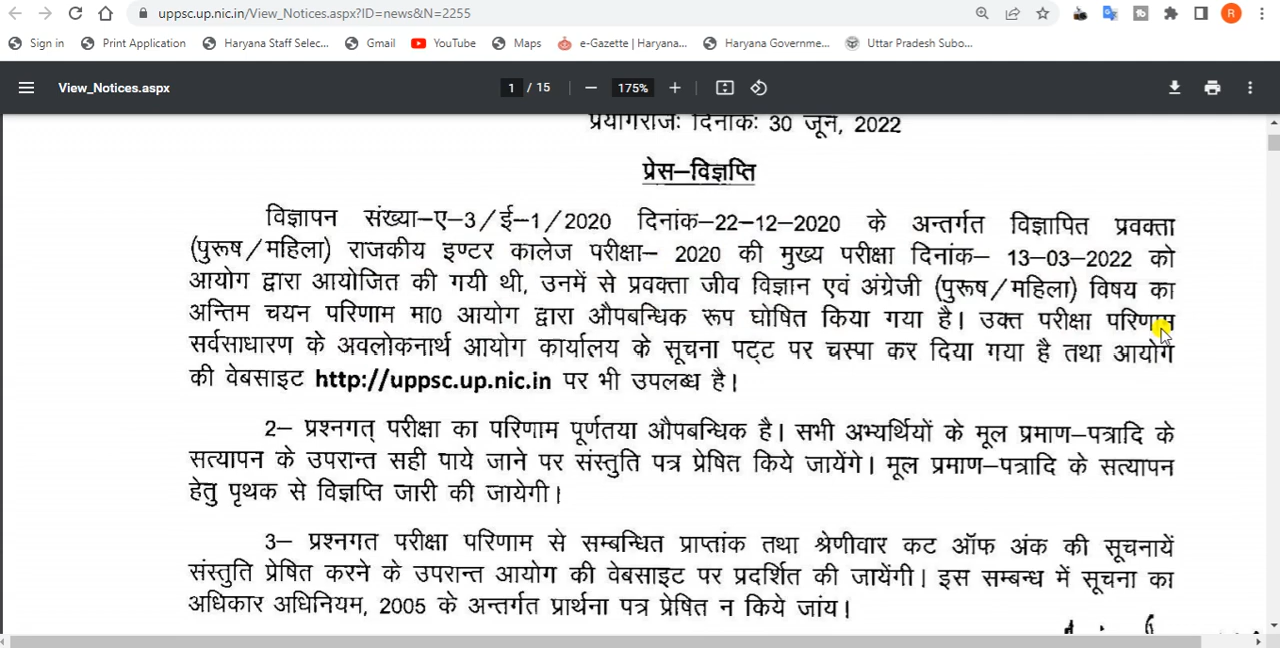 uppsc.up.nic.in/View_Notices.aspx?ID=news&N=2255
Sign in Print Application Haryana Staff Selec... Gmail YouTube Maps e-Gazette | Haryana... Haryana Governme... Uttar Pradesh Subo...
View_Notices.aspx 1 / 15 175%
प्रयागराजः दिनांकः 30 जून, 2022
प्रेस–विज्ञप्ति
विज्ञापन संख्या–ए–3/ई–1/2020 दिनांक–22–12–2020 के अन्तर्गत विज्ञापित प्रवक्ता
(पुरूष/महिला) राजकीय इण्टर कालेज परीक्षा– 2020 की मुख्य परीक्षा दिनांक– 13–03–2022 को
आयोग द्वारा आयोजित की गयी थी, उनमें से प्रवक्ता जीव विज्ञान एवं अंग्रेजी (पुरूष/महिला) विषय का
अन्तिम चयन परिणाम मा0 आयोग द्वारा औपबन्धिक रूप घोषित किया गया है। उक्त परीक्षा परिणाम
सर्वसाधारण के अवलोकनार्थ आयोग कार्यालय के सूचना पट्ट पर चस्पा कर दिया गया है तथा आयोग
की वेबसाइट http://uppsc.up.nic.in पर भी उपलब्ध है।
2– प्रश्नगत् परीक्षा का परिणाम पूर्णतया औपबन्धिक है। सभी अभ्यर्थियों के मूल प्रमाण–पत्रादि के
सत्यापन के उपरान्त सही पाये जाने पर संस्तुति पत्र प्रेषित किये जायेंगे। मूल प्रमाण–पत्रादि के सत्यापन
हेतु पृथक से विज्ञप्ति जारी की जायेगी।
3– प्रश्नगत परीक्षा परिणाम से सम्बन्धित प्राप्तांक तथा श्रेणीवार कट ऑफ अंक की सूचनायें
संस्तुति प्रेषित करने के उपरान्त आयोग की वेबसाइट पर प्रदर्शित की जायेंगी। इस सम्बन्ध में सूचना का
अधिकार अधिनियम, 2005 के अन्तर्गत प्रार्थना पत्र प्रेषित न किये जांय।